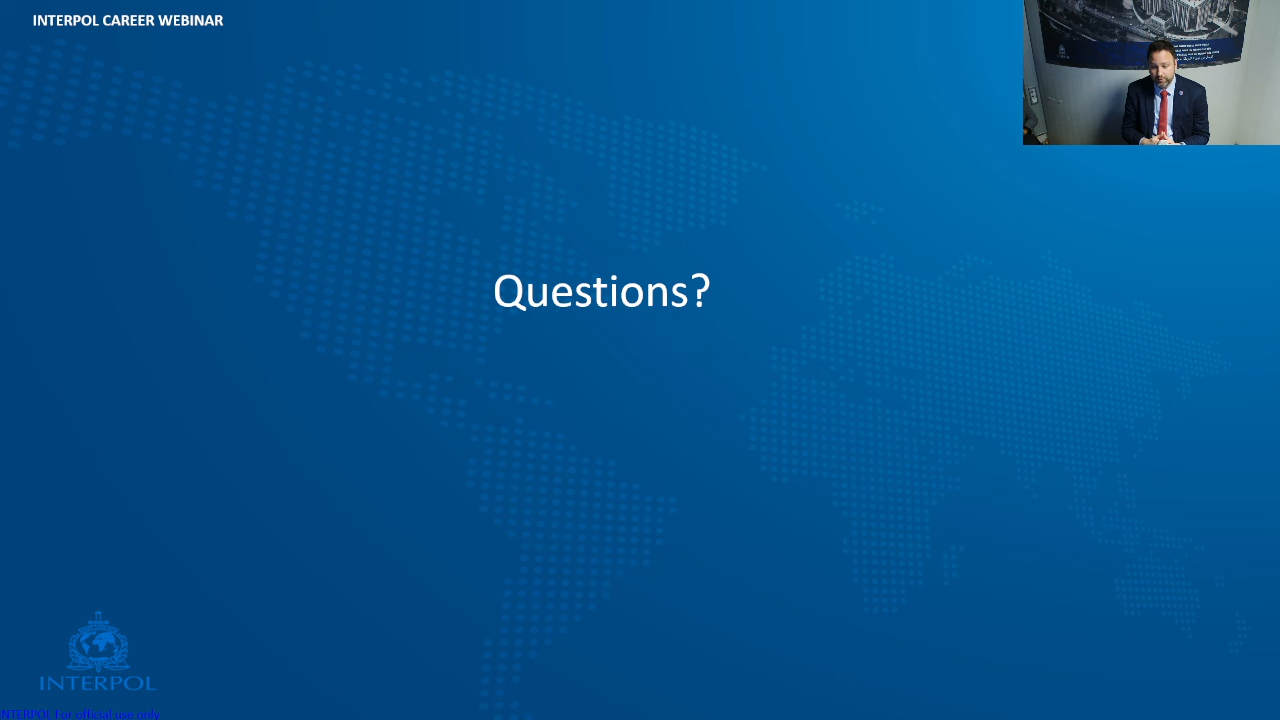 INTERPOL CAREER WEBINAR
Questions?
INTERPOL
INTERPOL For official use only